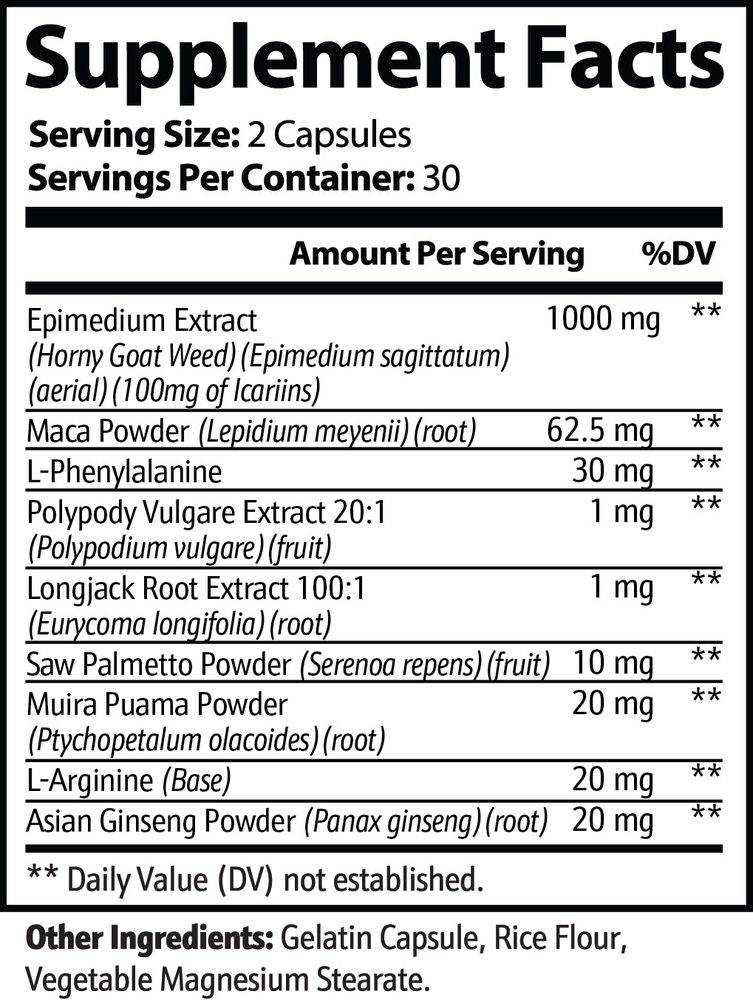 Supplement Facts
Serving Size: 2 Capsules
Servings Per Container: 30
Amount Per Serving %DV
Epimedium Extract 1000 mg **
(Horny Goat Weed) (Epimedium sagittatum)
(aerial) (100mg of Icariins)
Maca Powder (Lepidium meyenii) (root) 62.5 mg **
L-Phenylalanine 30 mg **
Polypody Vulgare Extract 20:1 1 mg **
(Polypodium vulgare) (fruit)
Longjack Root Extract 100:1 1 mg **
(Eurycoma longifolia) (root)
Saw Palmetto Powder (Serenoa repens) (fruit) 10 mg **
Muira Puama Powder 20 mg **
(Ptychopetalum olacoides) (root)
L-Arginine (Base) 20 mg **
Asian Ginseng Powder (Panax ginseng) (root) 20 mg **
** Daily Value (DV) not established.
Other Ingredients: Gelatin Capsule, Rice Flour,
Vegetable Magnesium Stearate.